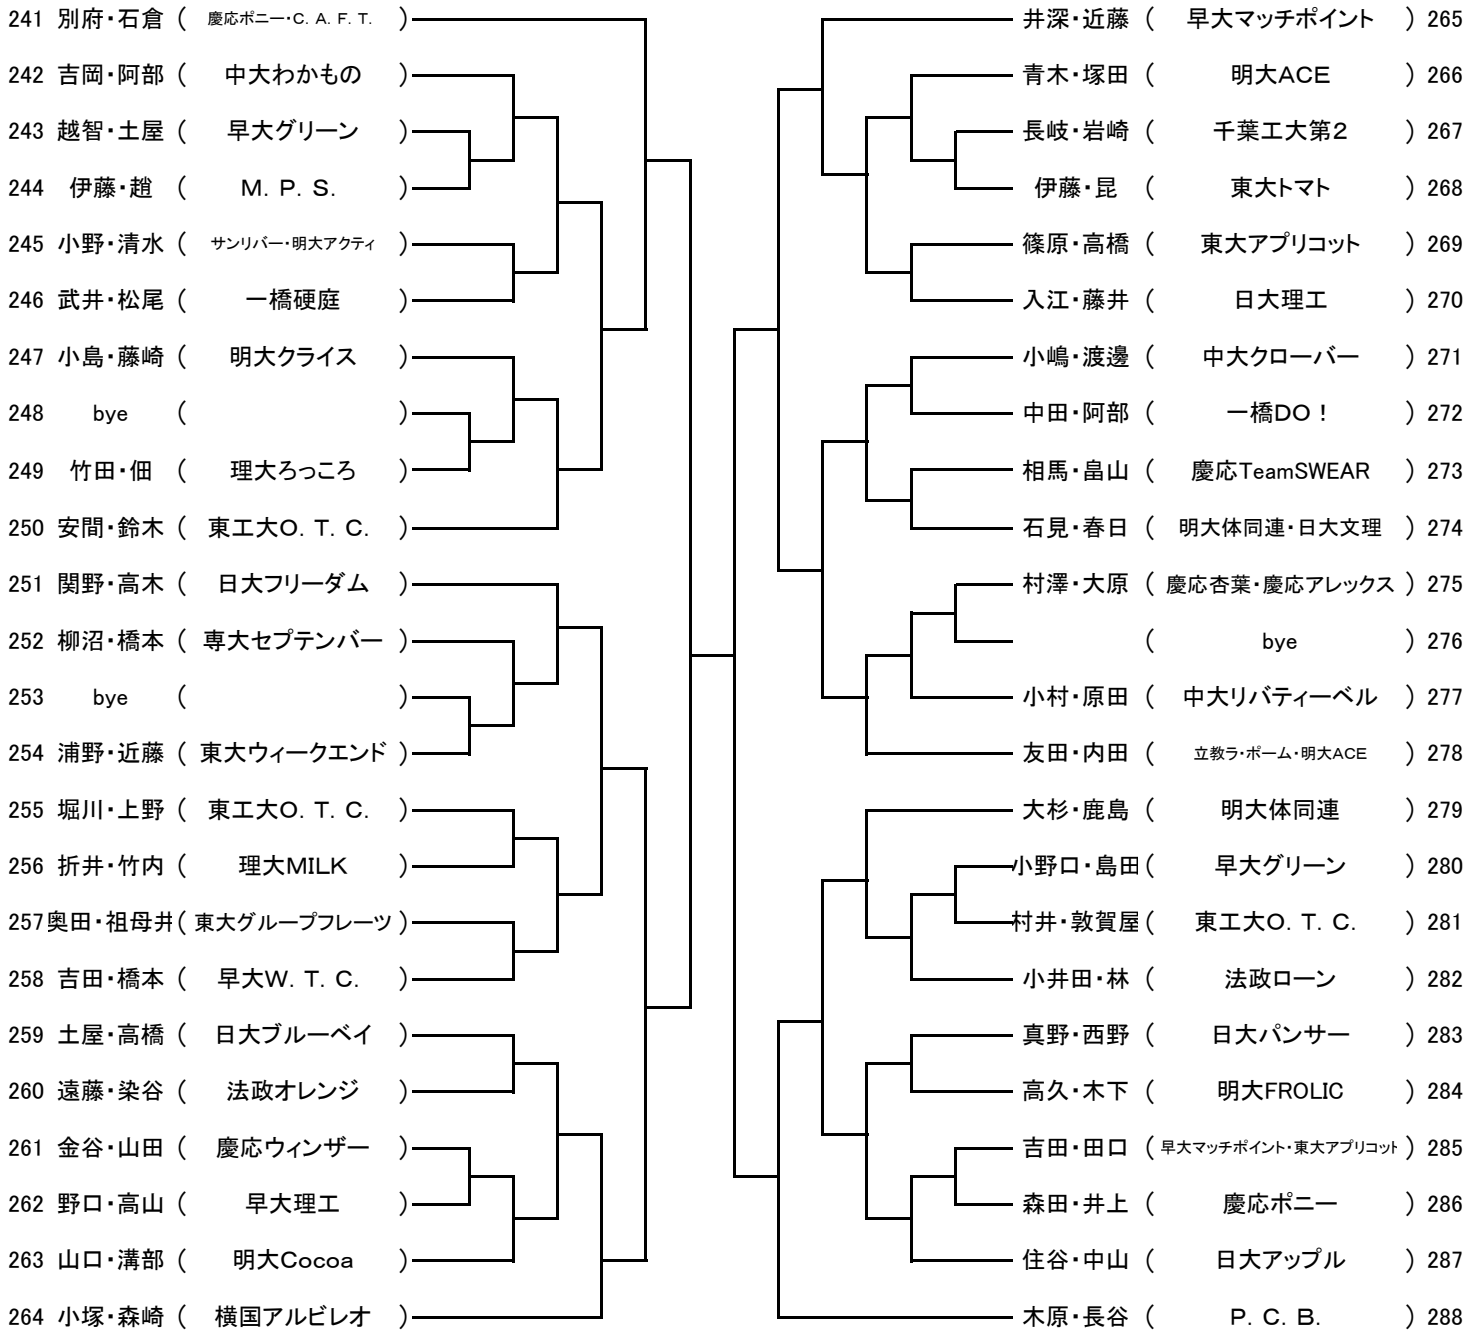 241 別府・石倉 ( 慶応ポニー・C. A. F. T. )
242 吉岡・阿部 ( 中大わかもの )
243 越智・土屋 ( 早大グリーン )
244 伊藤・趙 ( M. P. S. )
245 小野・清水 ( サンリバー・明大アクティ )
246 武井・松尾 ( 一橋硬庭 )
247 小島・藤崎 ( 明大クライス )
248 bye ( )
249 竹田・佃 ( 理大ろっころ )
250 安間・鈴木 ( 東工大O. T. C. )
251 関野・高木 ( 日大フリーダム )
252 柳沼・橋本 ( 専大セプテンバー )
253 bye ( )
254 浦野・近藤 ( 東大ウィークエンド )
255 堀川・上野 ( 東工大O. T. C. )
256 折井・竹内 ( 理大MILK )
257 奥田・祖母井 ( 東大グループフレーツ )
258 吉田・橋本 ( 早大W. T. C. )
259 土屋・高橋 ( 日大ブルーベイ )
260 遠藤・染谷 ( 法政オレンジ )
261 金谷・山田 ( 慶応ウィンザー )
262 野口・高山 ( 早大理工 )
263 山口・溝部 ( 明大Cocoa )
264 小塚・森崎 ( 横国アルビレオ )
井深・近藤 ( 早大マッチポイント ) 265
青木・塚田 ( 明大ACE ) 266
長岐・岩崎 ( 千葉工大第2 ) 267
伊藤・昆 ( 東大トマト ) 268
篠原・高橋 ( 東大アプリコット ) 269
入江・藤井 ( 日大理工 ) 270
小嶋・渡邊 ( 中大クローバー ) 271
中田・阿部 ( 一橋DO！ ) 272
相馬・畠山 ( 慶応TeamSWEAR ) 273
石見・春日 ( 明大体同連・日大文理 ) 274
村澤・大原 ( 慶応杏葉・慶応アレックス ) 275
( bye ) 276
小村・原田 ( 中大リバティーベル ) 277
友田・内田 ( 立教ラ・ポーム・明大ACE ) 278
大杉・鹿島 ( 明大体同連 ) 279
小野口・島田 ( 早大グリーン ) 280
村井・敦賀屋 ( 東工大O. T. C. ) 281
小井田・林 ( 法政ローン ) 282
真野・西野 ( 日大パンサー ) 283
高久・木下 ( 明大FROLIC ) 284
吉田・田口 ( 早大マッチポイント・東大アプリコット ) 285
森田・井上 ( 慶応ポニー ) 286
住谷・中山 ( 日大アップル ) 287
木原・長谷 ( P. C. B. ) 288